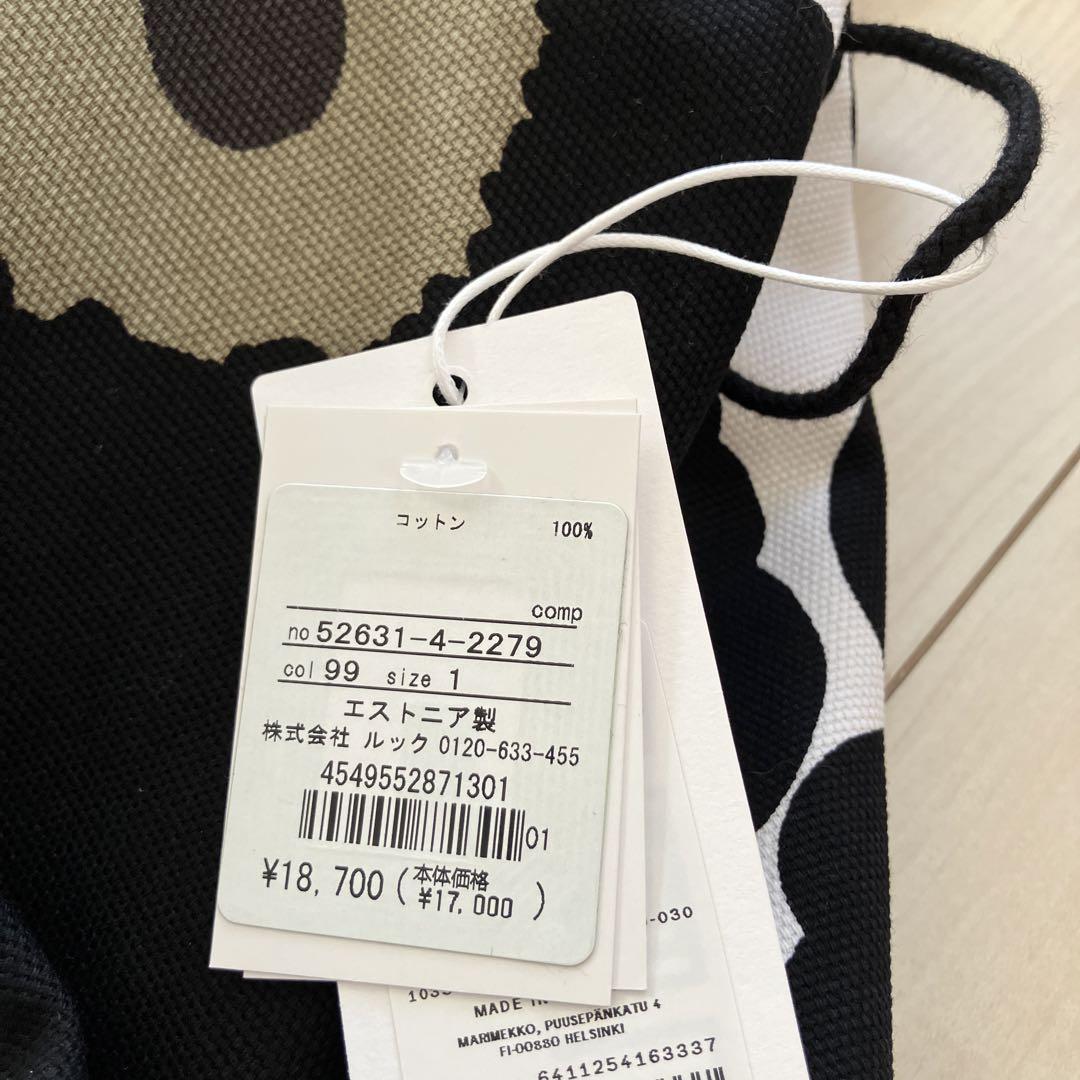 コットン 100%
comp
no 52631-4-2279
col 99 size 1
エストニア製
株式会社 ルック 0120-633-455
4549552871301
01
¥18,700(本体価格 ¥17,000 )
-030
103
MADE IN
MARIMEKKO, PUUSEPÄNKATU 4
FI-00880 HELSINKI
6411254163337